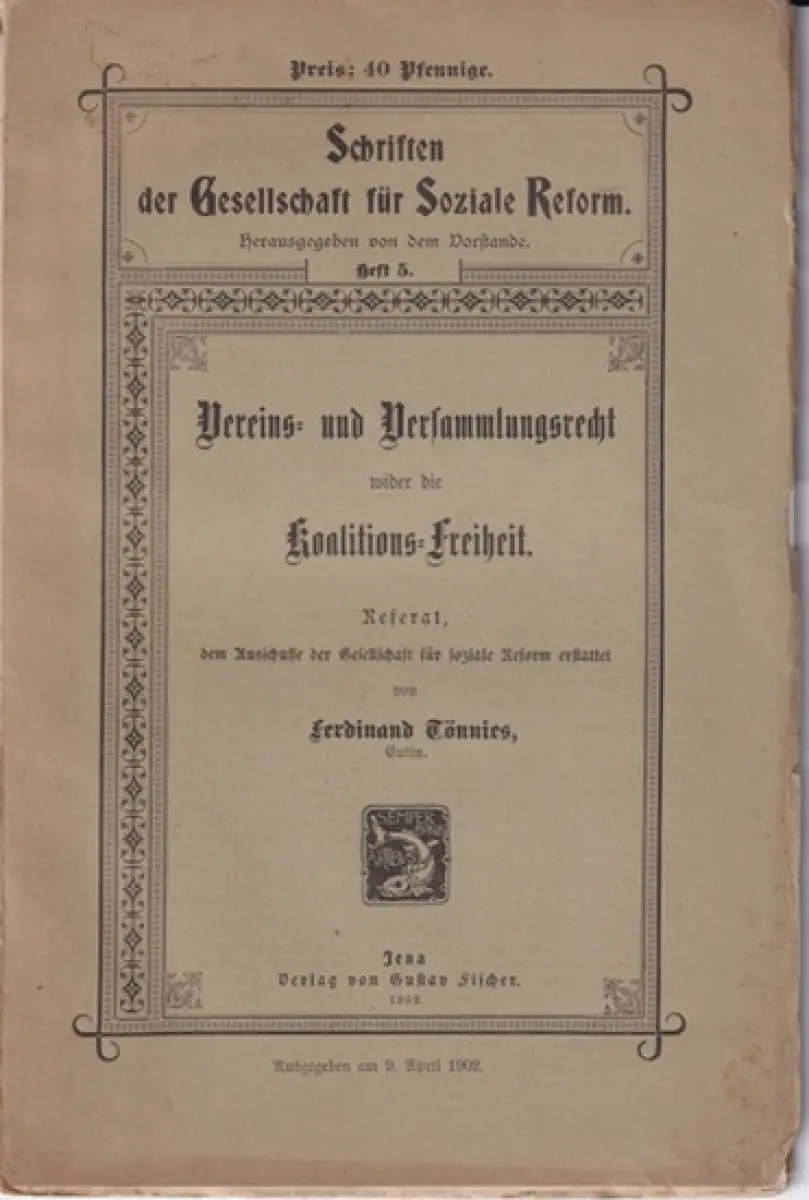 Preis: 40 Pfennige.
Schriften
der Gesellschaft für Soziale Reform.
Herausgegeben von dem Vorstande.
Heft 5.
Vereins- und Versammlungsrecht
wider die
Koalitions-Freiheit.
Referat,
dem Ausschusse der Gesellschaft für soziale Reform erstattet
von
Ferdinand Tönnies,
Eutin.
SEMPER
Jena
Verlag von Gustav Fischer.
1902.
Ausgegeben am 9. April 1902.